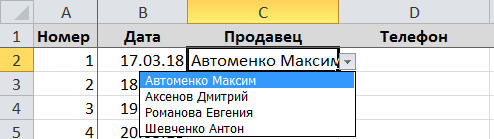 A B C D
1 Номер Дата Продавец Телефон
2 1 17.03.18 Автоменко Максим
3 2 18 Автоменко Максим
Аксенов Дмитрий
4 3 19 Романова Евгения
5 4 20 Шевченко Антон